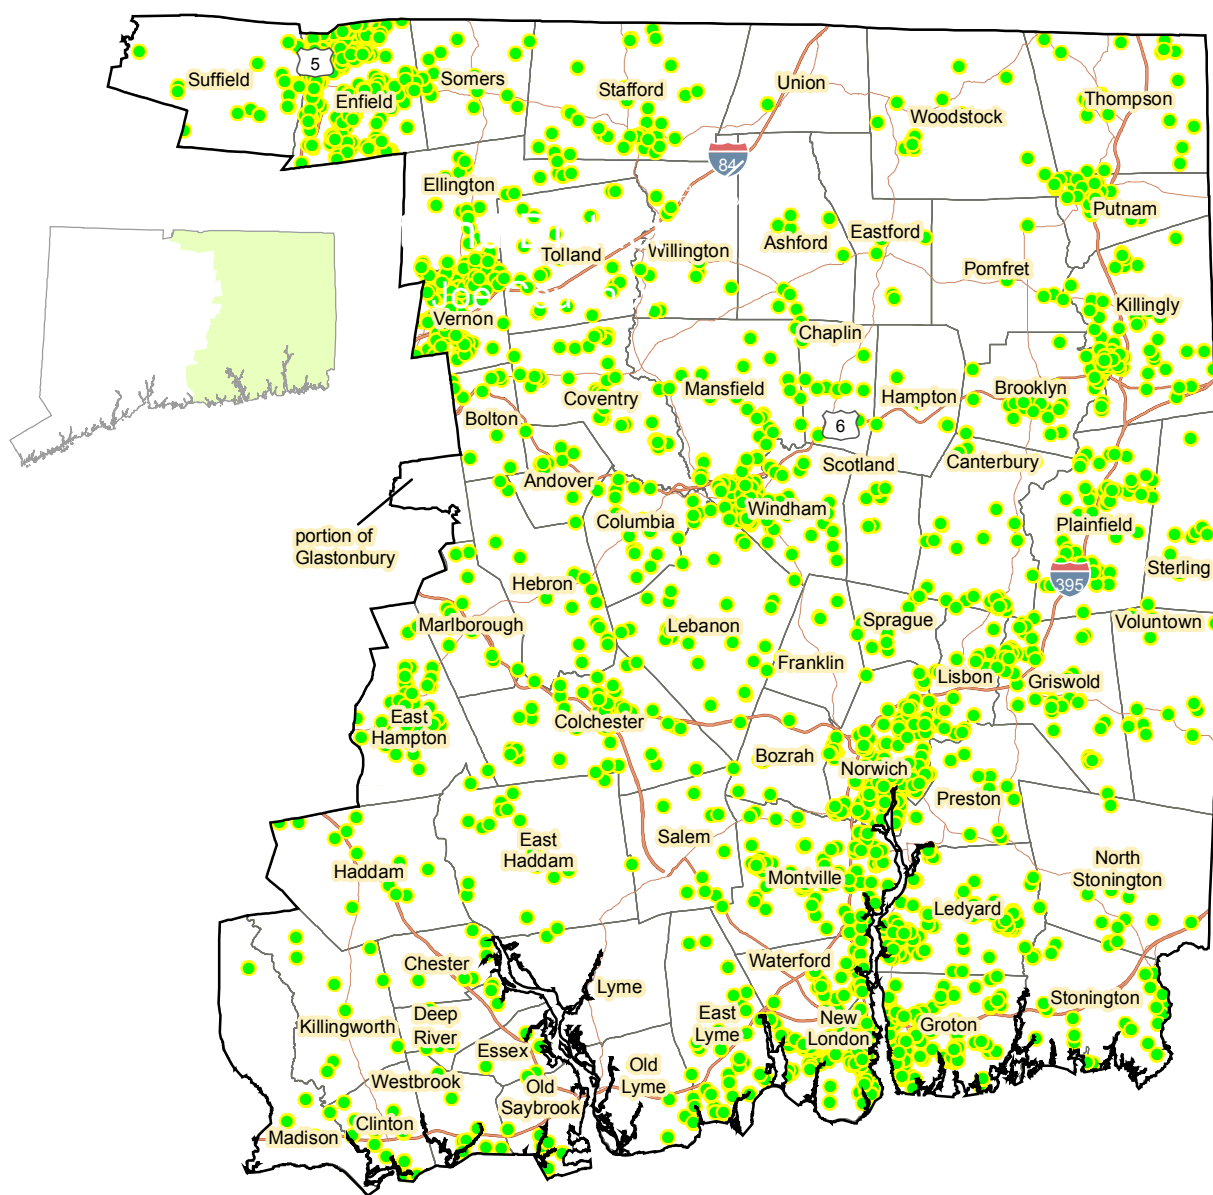 5
Suffield
Enfield
Somers
Stafford
Union
Woodstock
Thompson
84
Ellington
Putnam
Tolland
Willington
Ashford
Eastford
Pomfret
Killingly
Vernon
Chaplin
Coventry
Mansfield
Hampton
Brooklyn
Bolton
6
Andover
Scotland
Canterbury
Columbia
Windham
Plainfield
portion of
Glastonbury
Hebron
395
Sterling
Marlborough
Lebanon
Sprague
Voluntown
Franklin
Lisbon
Griswold
East
Hampton
Colchester
Bozrah
Norwich
Preston
East
Haddam
Salem
Haddam
Montville
North
Stonington
Ledyard
Chester
Lyme
Waterford
Stonington
Killingworth
Deep
River
East
Lyme
New
London
Groton
Essex
Old
Lyme
Westbrook
Old
Saybrook
Clinton
Madison